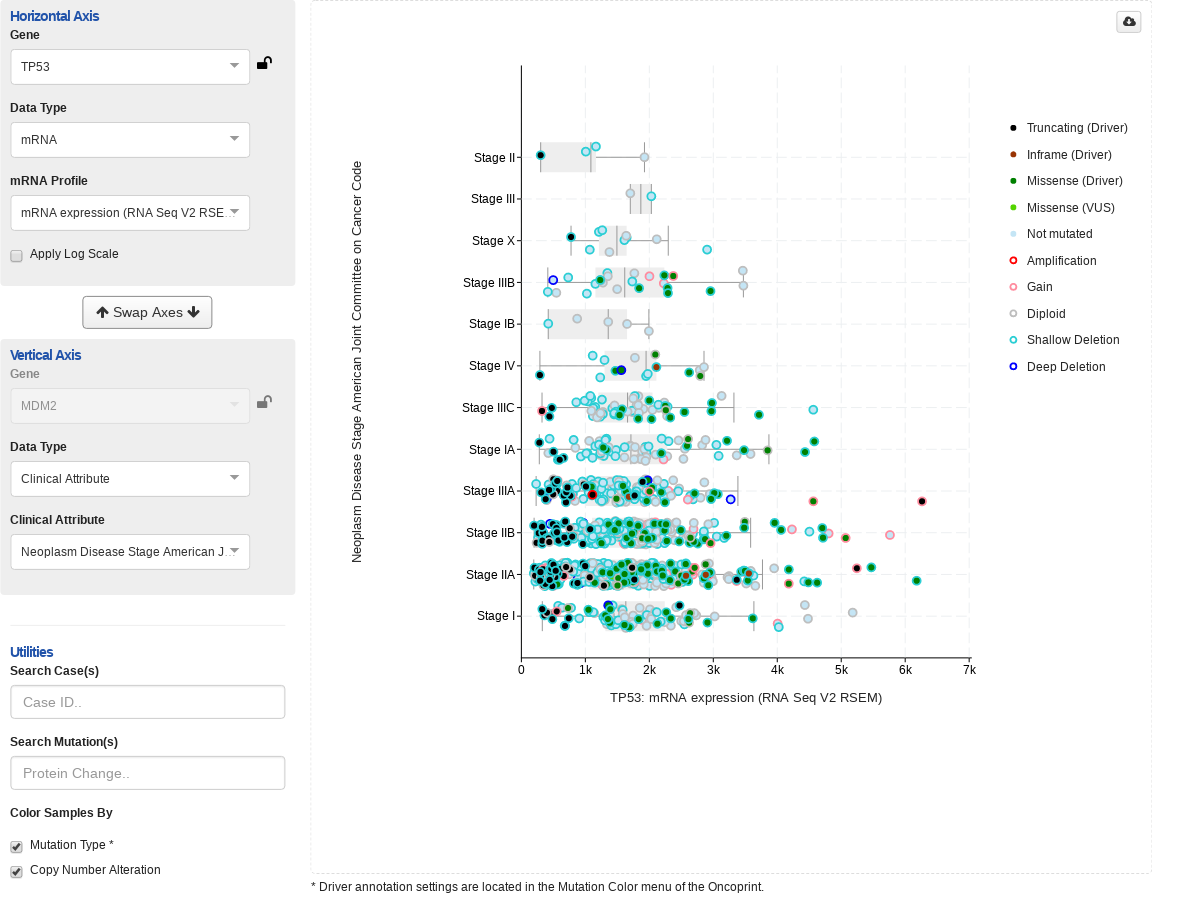 Horizontal Axis
Gene
TP53
Data Type
mRNA
mRNA Profile
mRNA expression (RNA Seq V2 RSE...
Apply Log Scale
Swap Axes
Vertical Axis
Gene
MDM2
Data Type
Clinical Attribute
Clinical Attribute
Neoplasm Disease Stage American J...
Utilities
Search Case(s)
Case ID..
Search Mutation(s)
Protein Change..
Color Samples By
Mutation Type *
Copy Number Alteration
Neoplasm Disease Stage American Joint Committee on Cancer Code
Stage II
Stage III
Stage X
Stage IIIB
Stage IB
Stage IV
Stage IIIC
Stage IA
Stage IIIA
Stage IIB
Stage IIA
Stage I
0 1k 2k 3k 4k 5k 6k 7k
TP53: mRNA expression (RNA Seq V2 RSEM)
Truncating (Driver)
Inframe (Driver)
Missense (Driver)
Missense (VUS)
Not mutated
Amplification
Gain
Diploid
Shallow Deletion
Deep Deletion
* Driver annotation settings are located in the Mutation Color menu of the Oncoprint.